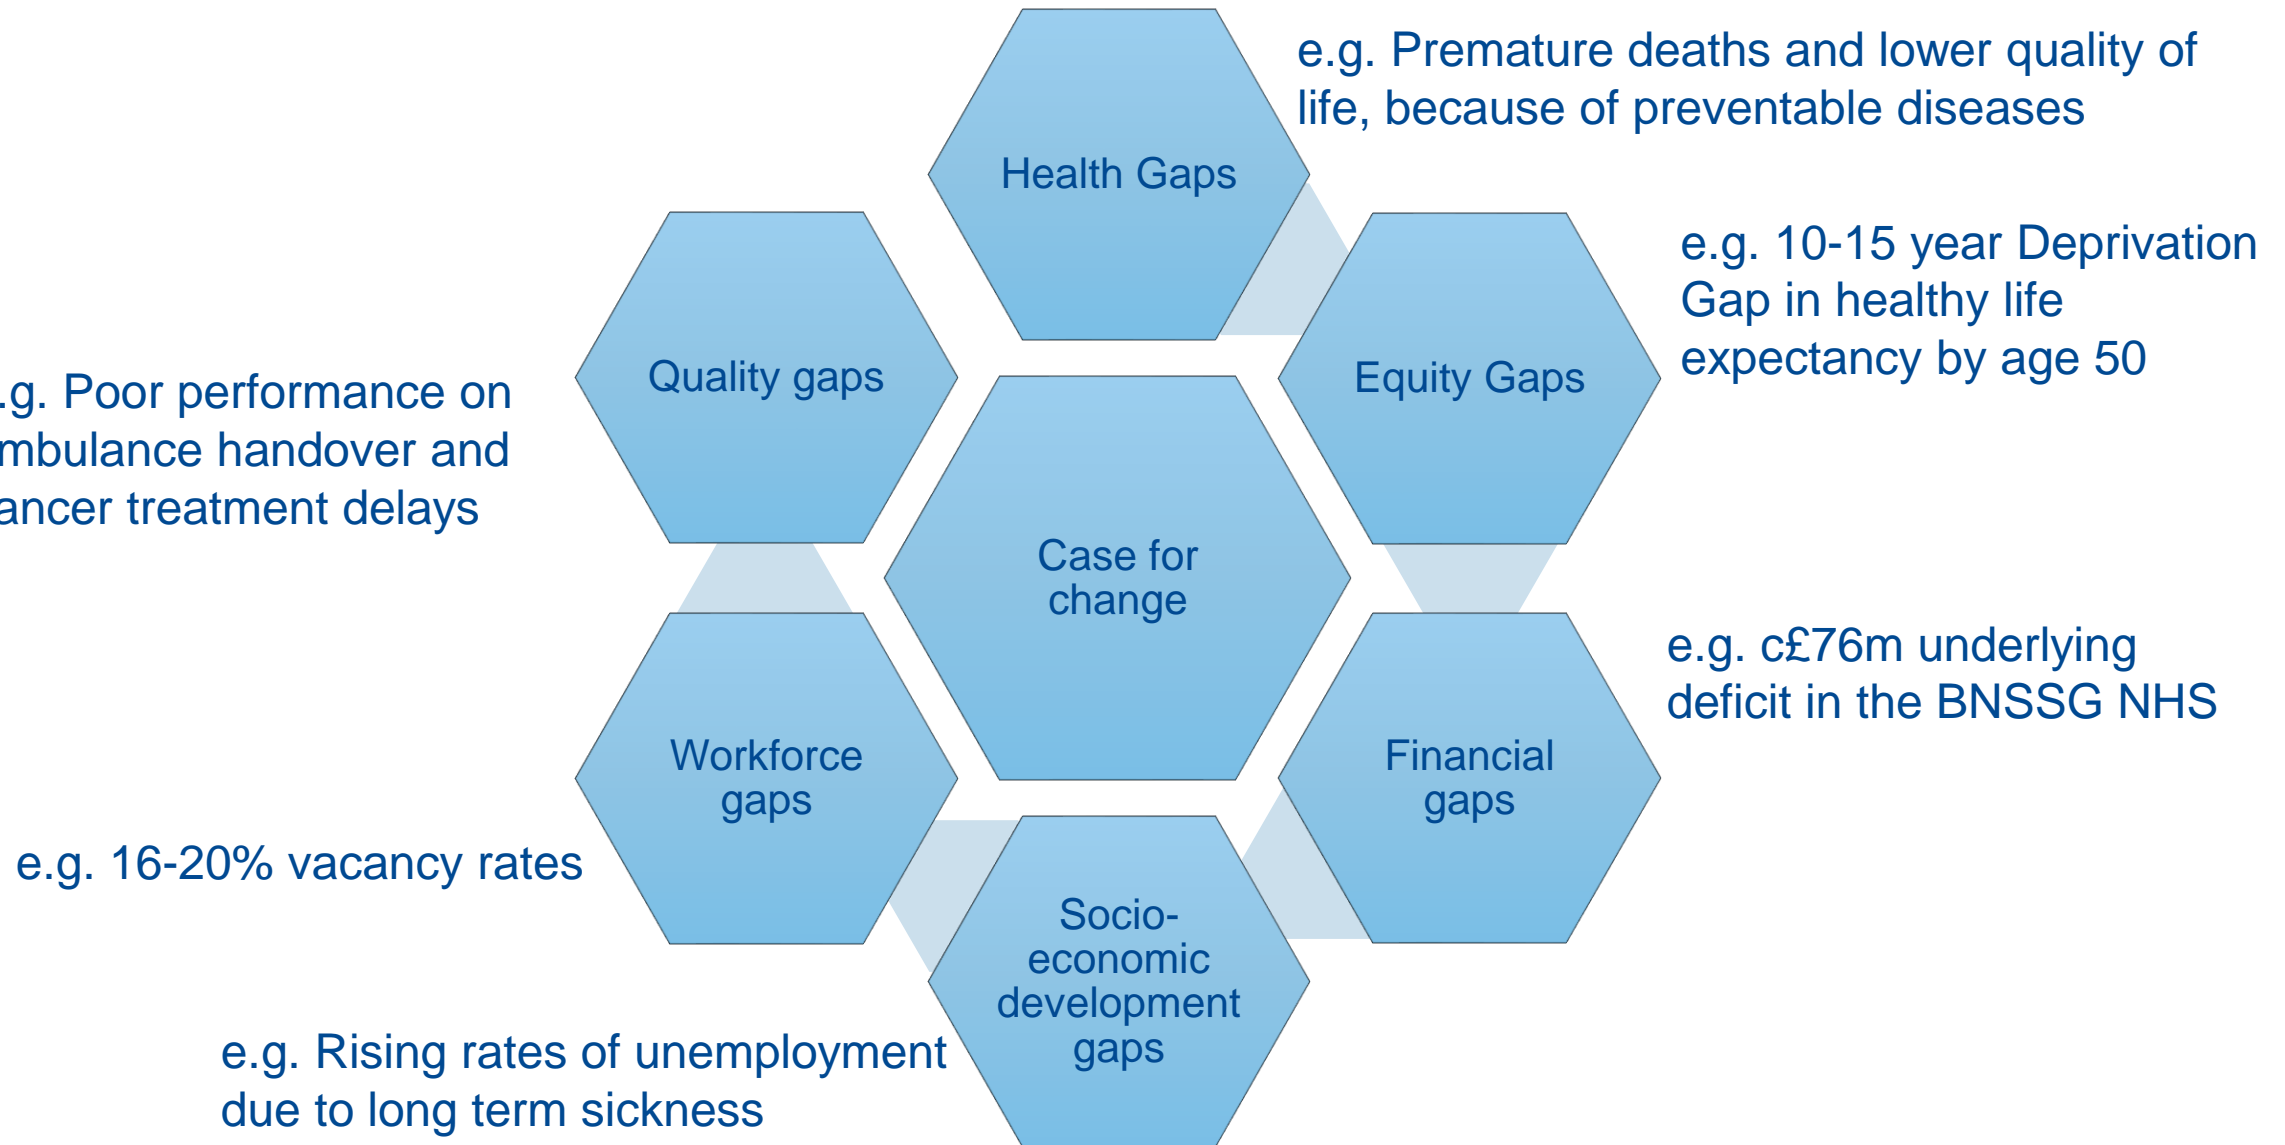 Health Gaps
e.g. Premature deaths and lower quality of
life, because of preventable diseases
Equity Gaps
e.g. 10-15 year Deprivation
Gap in healthy life
expectancy by age 50
Financial
gaps
e.g. c£76m underlying
deficit in the BNSSG NHS
Socio-
economic
development
gaps
e.g. Rising rates of unemployment
due to long term sickness
Workforce
gaps
e.g. 16-20% vacancy rates
Quality gaps
.g. Poor performance on
mbulance handover and
ancer treatment delays
Case for
change